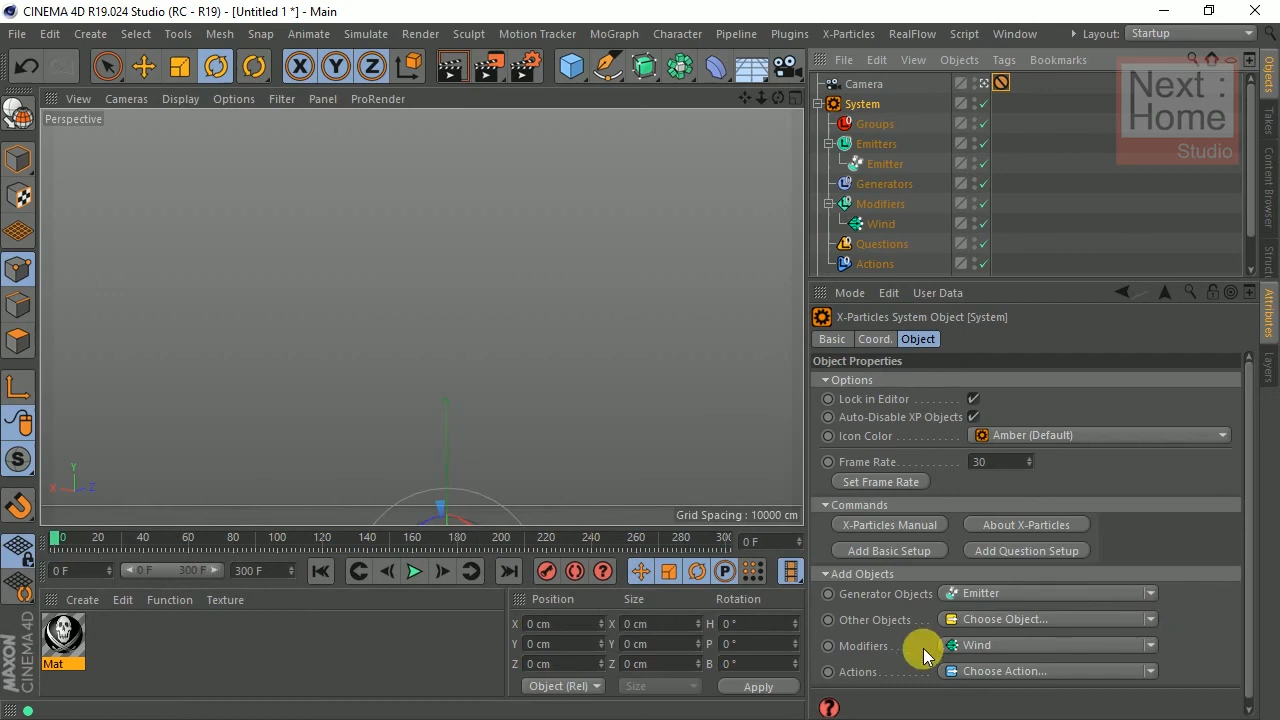 CINEMA 4D R19.024 Studio (RC - R19) - [Untitled 1 *] - Main
File Edit Create Select Tools Mesh Snap Animate Simulate Render Sculpt Motion Tracker MoGraph Character Pipeline Plugins X-Particles RealFlow Script Window Layout: Startup
File Edit View Objects Tags Bookmarks
View Cameras Display Options Filter Panel ProRender
Perspective
Camera
System
Groups
Emitters
Emitter
Generators
Modifiers
Wind
Questions
Actions
Next :
Home
Studio
Objects
Takes
Content Browser
Attributes
Layers
Mode Edit User Data
X-Particles System Object [System]
Basic Coord. Object
Object Properties
Options
Lock in Editor
Auto-Disable XP Objects
Icon Color Amber (Default)
Frame Rate 30
Set Frame Rate
Commands
X-Particles Manual About X-Particles
Add Basic Setup Add Question Setup
Add Objects
Generator Objects Emitter
Other Objects Choose Object...
Modifiers Wind
Actions Choose Action...
Y
X Z
Grid Spacing : 10000 cm
0 20 40 60 80 100 120 140 160 180 200 220 240 260 280 0 F
0 F 0 F 300 F 300 F
Create Edit Function Texture
Mat
Position Size Rotation
X 0 cm X 0 cm H 0 °
Y 0 cm Y 0 cm P 0 °
Z 0 cm Z 0 cm B 0 °
Object (Rel) Size Apply
MAXON
CINEMA 4D